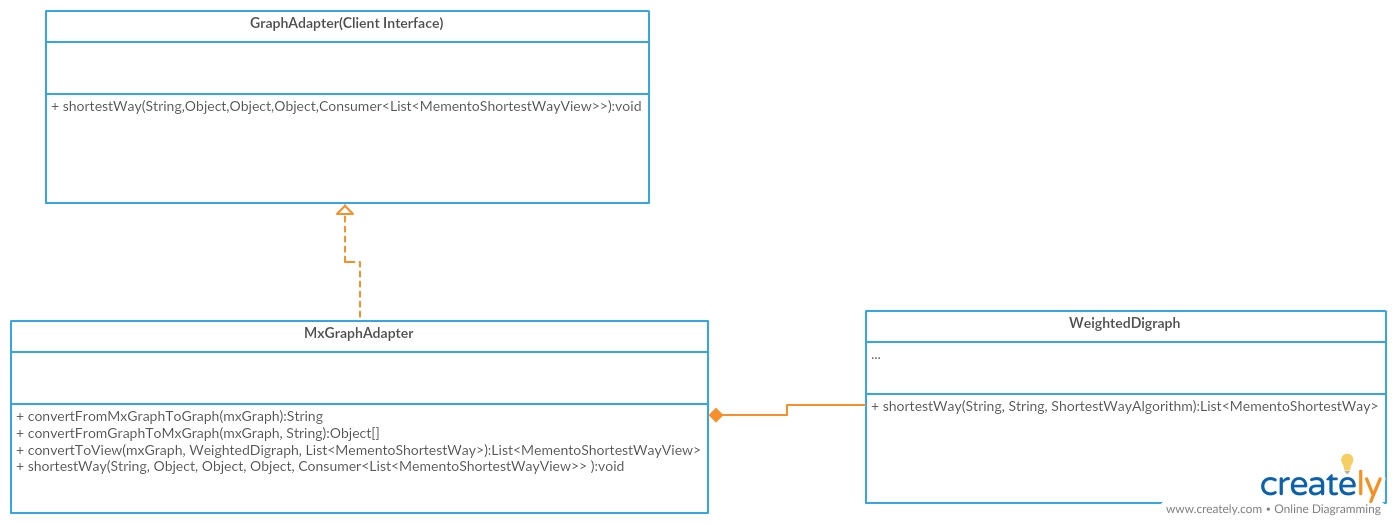 GraphAdapter(Client Interface)
+ shortestWay(String,Object,Object,Object,Consumer<List<MementoShortestWayView>>):void
MxGraphAdapter
+ convertFromMxGraphToGraph(mxGraph):String
+ convertFromGraphToMxGraph(mxGraph, String):Object[]
+ convertToView(mxGraph, WeightedDigraph, List<MementoShortestWay>):List<MementoShortestWayView>
+ shortestWay(String, Object, Object, Object, Consumer<List<MementoShortestWayView>> ):void
WeightedDigraph
...
+ shortestWay(String, String, ShortestWayAlgorithm):List<MementoShortestWay>
creately
www.creately.com • Online Diagramming